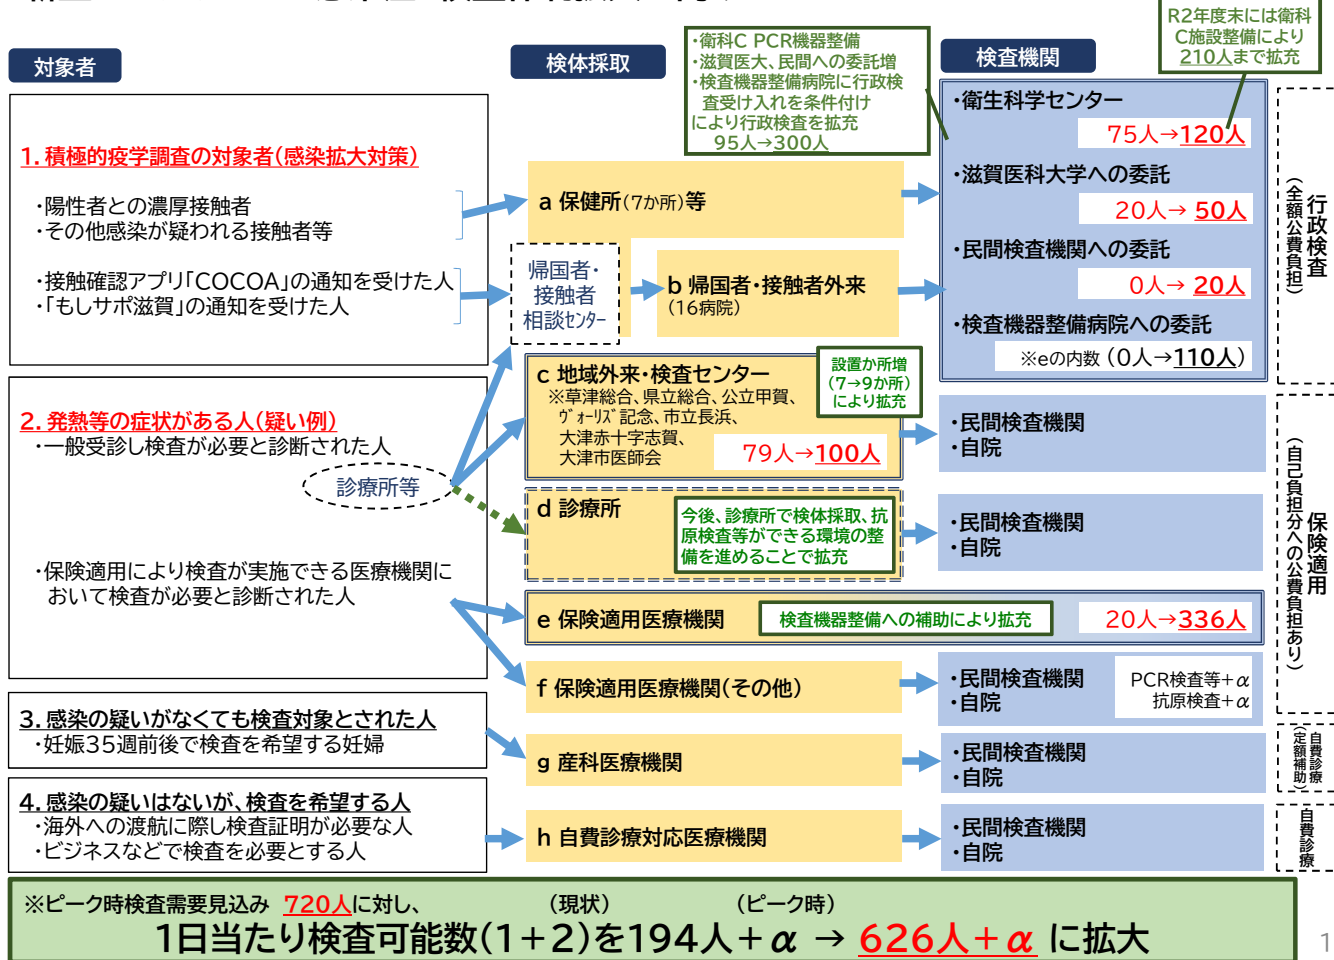 対象者
検体採取
検査機関
・衛科C PCR機器整備
・滋賀医大、民間への委託増
・検査機器整備病院に行政検
査受け入れを条件付け
により行政検査を拡充
95人→300人
R2年度末には衛科
C施設整備により
210人まで拡充
1．積極的疫学調査の対象者（感染拡大対策）
・陽性者との濃厚接触者
・その他感染が疑われる接触者等
・接触確認アプリ「COCOA」の通知を受けた人
・「もしサポ滋賀」の通知を受けた人
a 保健所（7か所）等
帰国者・
接触者
相談センター
b 帰国者・接触者外来
（16病院）
・衛生科学センター
75人→120人
・滋賀医科大学への委託
20人→ 50人
・民間検査機関への委託
0人→ 20人
・検査機器整備病院への委託
※eの内数（0人→110人）
行政検査
（全額公費負担）
2．発熱等の症状がある人（疑い例）
・一般受診し検査が必要と診断された人
診療所等
・保険適用により検査が実施できる医療機関に
おいて検査が必要と診断された人
c 地域外来・検査センター
※草津総合、県立総合、公立甲賀、
ヴォーリズ記念、市立長浜、
大津赤十字志賀、
大津市医師会
79人→100人
設置か所増
（7→9か所）
により拡充
・民間検査機関
・自院
d 診療所
今後、診療所で検体採取、抗
原検査等ができる環境の整
備を進めることで拡充
・民間検査機関
・自院
e 保険適用医療機関
検査機器整備への補助により拡充
20人→336人
f 保険適用医療機関（その他）
・民間検査機関
・自院
PCR検査等＋α
抗原検査＋α
保険適用
（自己負担分への公費負担あり）
3．感染の疑いがなくても検査対象とされた人
・妊娠35週前後で検査を希望する妊婦
g 産科医療機関
・民間検査機関
・自院
自費診療
（定額補助）
4．感染の疑いはないが、検査を希望する人
・海外への渡航に際し検査証明が必要な人
・ビジネスなどで検査を必要とする人
h 自費診療対応医療機関
・民間検査機関
・自院
自費診療
※ピーク時検査需要見込み 720人に対し、 （現状） （ピーク時）
1日当たり検査可能数（1＋2）を194人＋α → 626人＋α に拡大
1